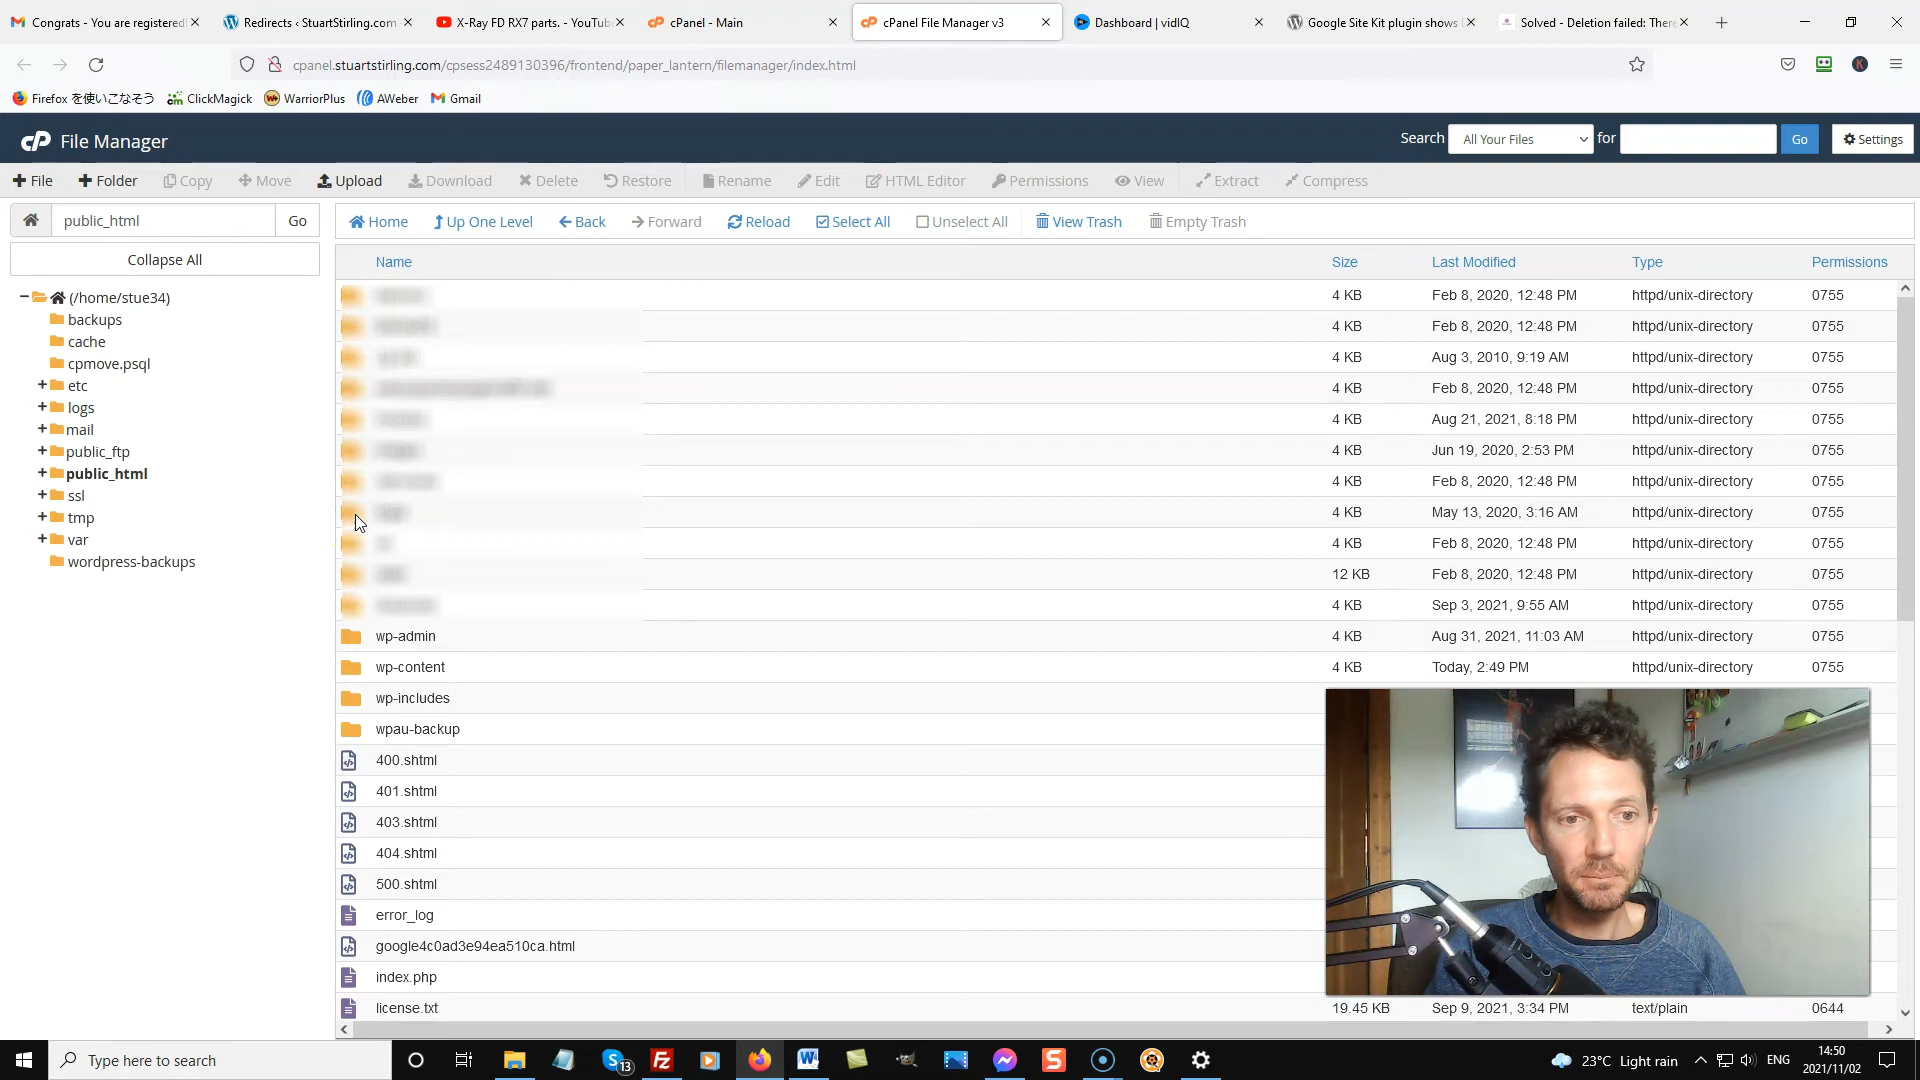 Congrats - You are registered!
Redirects ‹ StuartStirling.com
X-Ray FD RX7 parts. - YouTube
cPanel - Main
cPanel File Manager v3
Dashboard | vidIQ
Google Site Kit plugin shows
Solved - Deletion failed: There
cpanel.stuartstirling.com/cpsess2489130396/frontend/paper_lantern/filemanager/index.html
Firefox を使いこなそう ClickMagick WarriorPlus AWeber Gmail
cP File Manager
Search All Your Files for Go Settings
File Folder Copy Move Upload Download Delete Restore Rename Edit HTML Editor Permissions View Extract Compress
public_html Go
Home Up One Level Back Forward Reload Select All Unselect All View Trash Empty Trash
Collapse All
(/home/stue34)
backups
cache
cpmove.psql
etc
logs
mail
public_ftp
public_html
ssl
tmp
var
wordpress-backups
Name Size Last Modified Type Permissions
4 KB Feb 8, 2020, 12:48 PM httpd/unix-directory 0755
4 KB Feb 8, 2020, 12:48 PM httpd/unix-directory 0755
4 KB Aug 3, 2010, 9:19 AM httpd/unix-directory 0755
4 KB Feb 8, 2020, 12:48 PM httpd/unix-directory 0755
4 KB Aug 21, 2021, 8:18 PM httpd/unix-directory 0755
4 KB Jun 19, 2020, 2:53 PM httpd/unix-directory 0755
4 KB Feb 8, 2020, 12:48 PM httpd/unix-directory 0755
4 KB May 13, 2020, 3:16 AM httpd/unix-directory 0755
4 KB Feb 8, 2020, 12:48 PM httpd/unix-directory 0755
12 KB Feb 8, 2020, 12:48 PM httpd/unix-directory 0755
4 KB Sep 3, 2021, 9:55 AM httpd/unix-directory 0755
wp-admin 4 KB Aug 31, 2021, 11:03 AM httpd/unix-directory 0755
wp-content 4 KB Today, 2:49 PM httpd/unix-directory 0755
wp-includes
wpau-backup
400.shtml
401.shtml
403.shtml
404.shtml
500.shtml
error_log
google4c0ad3e94ea510ca.html
index.php
license.txt 19.45 KB Sep 9, 2021, 3:34 PM text/plain 0644
Type here to search
13
23°C Light rain
ENG
14:50
2021/11/02